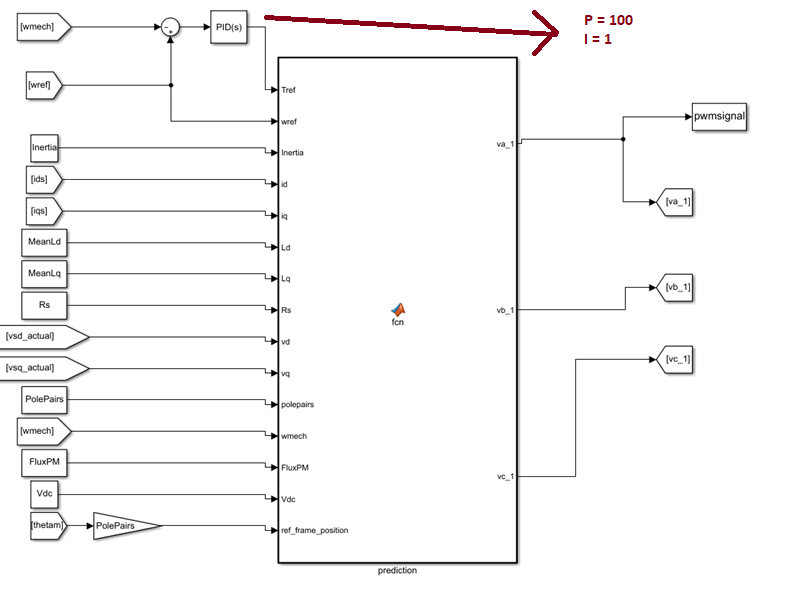 [wmech]
PID(s)
P = 100
I = 1
[wref]
Tref
wref
Inertia
Inertia
[ids]
id
[iqs]
iq
MeanLd
Ld
MeanLq
Lq
Rs
Rs
[vsd_actual]
vd
[vsq_actual]
vq
PolePairs
polepairs
[wmech]
wmech
FluxPM
FluxPM
Vdc
Vdc
[thetam]
PolePairs
ref_frame_position
fcn
va_1
vb_1
vc_1
pwmsignal
[va_1]
[vb_1]
[vc_1]
prediction